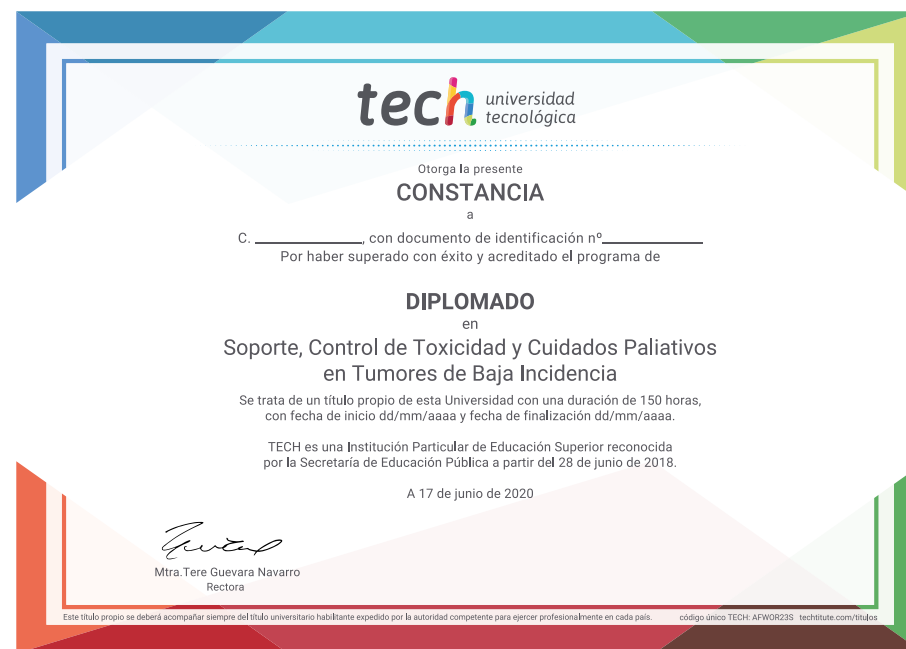 tech universidad
tecnológica
Otorga la presente
CONSTANCIA
a
C. ____________, con documento de identificación nº____________
Por haber superado con éxito y acreditado el programa de
DIPLOMADO
en
Soporte, Control de Toxicidad y Cuidados Paliativos
en Tumores de Baja Incidencia
Se trata de un título propio de esta Universidad con una duración de 150 horas,
con fecha de inicio dd/mm/aaaa y fecha de finalización dd/mm/aaaa.
TECH es una Institución Particular de Educación Superior reconocida
por la Secretaría de Educación Pública a partir del 28 de junio de 2018.
A 17 de junio de 2020
Mtra.Tere Guevara Navarro
Rectora
Este título propio se deberá acompañar siempre del título universitario habilitante expedido por la autoridad competente para ejercer profesionalmente en cada país. código único TECH: AFWOR23S techtitute.com/titulos